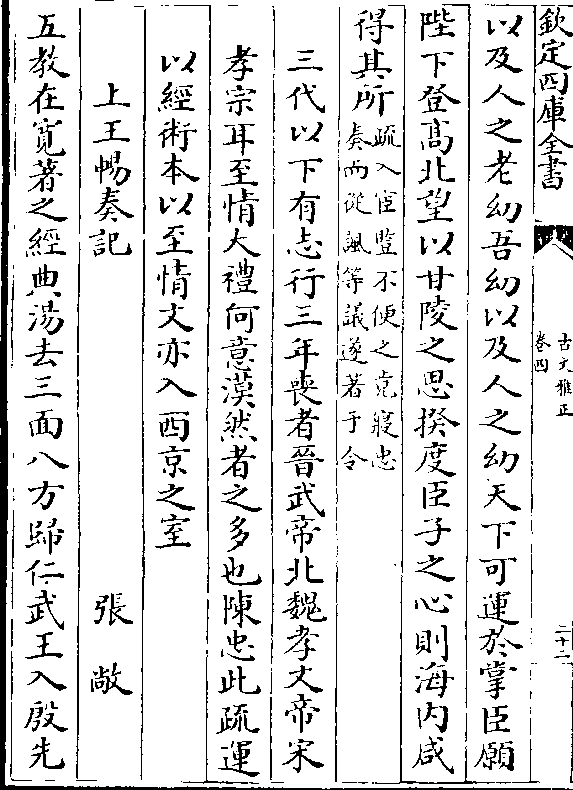 欽定四庫全書
古文雅正
卷四
二十二
以及人之老幼吾幼以及人之幼天下可運於掌臣願
陛下登高北望以甘陵之思揆度臣子之心則海内咸
得其所疏入宦豎不便之竟寢忠
奏而從諷等議遂著于令
三代以下有志行三年喪者晉武帝北魏孝文帝宋
孝宗耳至情大禮何意漠然者之多也陳忠此疏運
以經術本以至情文亦入西京之室
上王暢奏記 張敞
五教在寛著之經典湯去三面八方歸仁武王入殷先